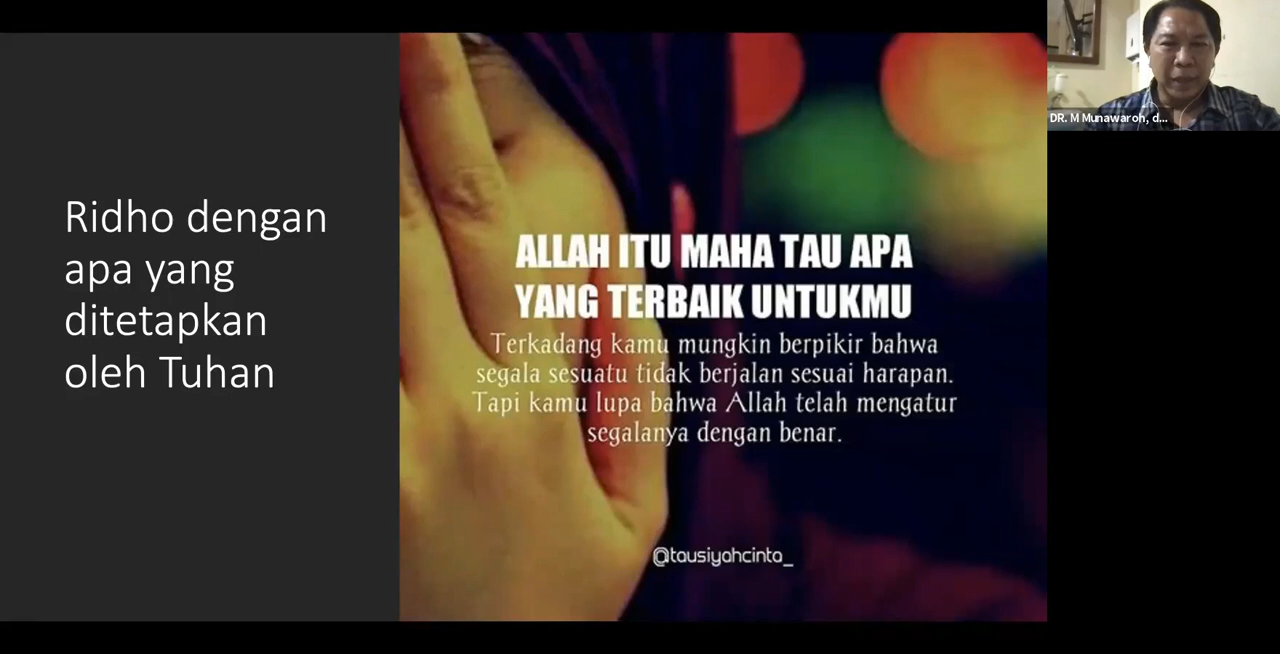 Ridho dengan
apa yang
ditetapkan
oleh Tuhan
ALLAH ITU MAHA TAU APA
YANG TERBAIK UNTUKMU
Terkadang kamu mungkin berpikir bahwa
segala sesuatu tidak berjalan sesuai harapan.
Tapi kamu lupa bahwa Allah telah mengatur
segalanya dengan benar.
@tausiyahcinta_
DR. M Munawaroh, d...